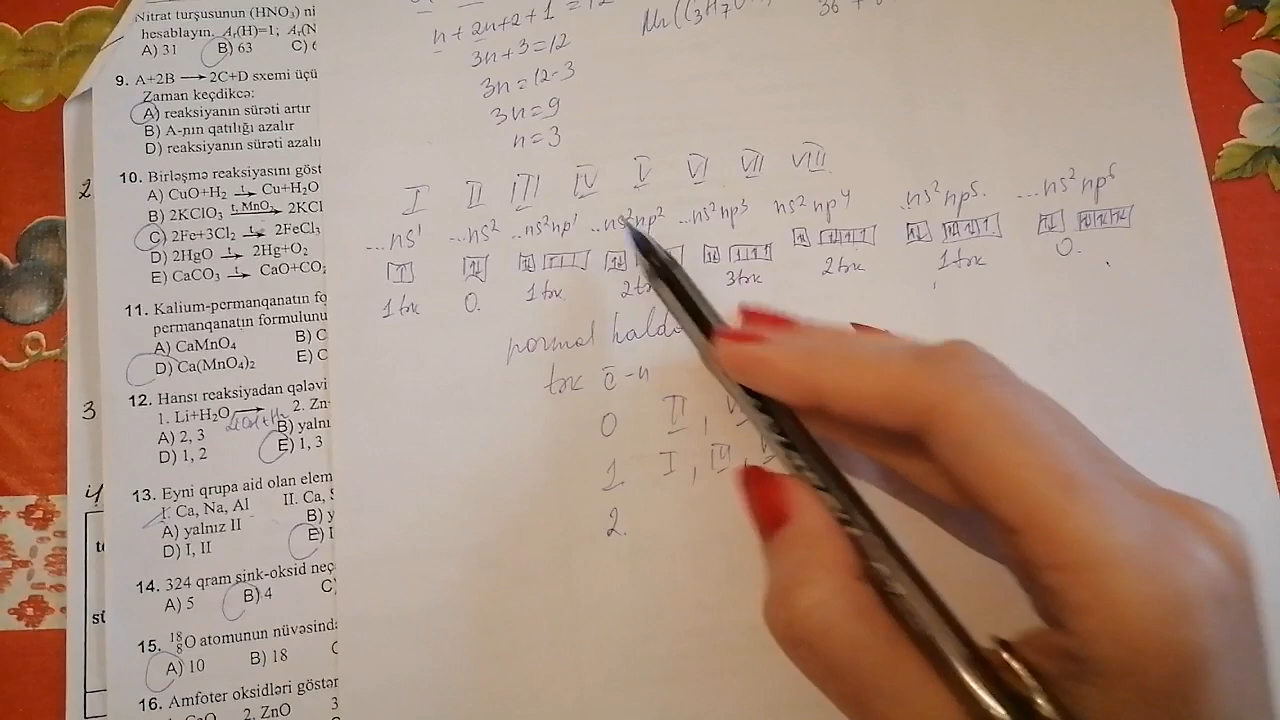 Nitrat turşusunun (HNO₃) ni
hesablayın. Aᵣ(H)=1; Aᵣ(N
A) 31 B) 63 C) 6
9. A+2B → 2C+D sxemi üçü
Zaman keçdikcə:
A) reaksiyanın sürəti artır
B) A-nın qatılığı azalır
D) reaksiyanın sürəti azalı
2
10. Birləşmə reaksiyasını göst
A) CuO+H₂ →t Cu+H₂O
B) 2KClO₃ →t, MnO₂ 2KCl
C) 2Fe+3Cl₂ →t 2FeCl₃
D) 2HgO →t 2Hg+O₂
E) CaCO₃ →t CaO+CO₂
11. Kalium-permanqanatın fo
permanqanatın formulunu
A) CaMnO₄ B) C
D) Ca(MnO₄)₂ E) C
3
12. Hansı reaksiyadan qələvi
1. Li+H₂O → 2. Zn
A) 2, 3 B) yalnı
D) 1, 2 E) 1, 3
13. Eyni qrupa aid olan elem
I. Ca, Na, Al II. Ca,
A) yalnız II B) y
D) I, II E) I
14. 324 qram sink-oksid neç
A) 5 B) 4 C
15. ¹⁸₈O atomunun nüvəsind
A) 10 B) 18
16. Amfoter oksidləri göstər
2. ZnO 3
n+2n+2+1=12
3n+3=12
3n=12-3
3n=9
n=3
I II III IV V VI VII VIII
...ns¹ ...ns² ...ns²np¹ ...ns²np² ...ns²np³ ns²np⁴ ...ns²np⁵ ...ns²np⁶
1 tək 0. 1 tək 2 3 tək 2 tək 1 tək 0.
normal
tək ē-n
0 II,
1 I, III,
2.